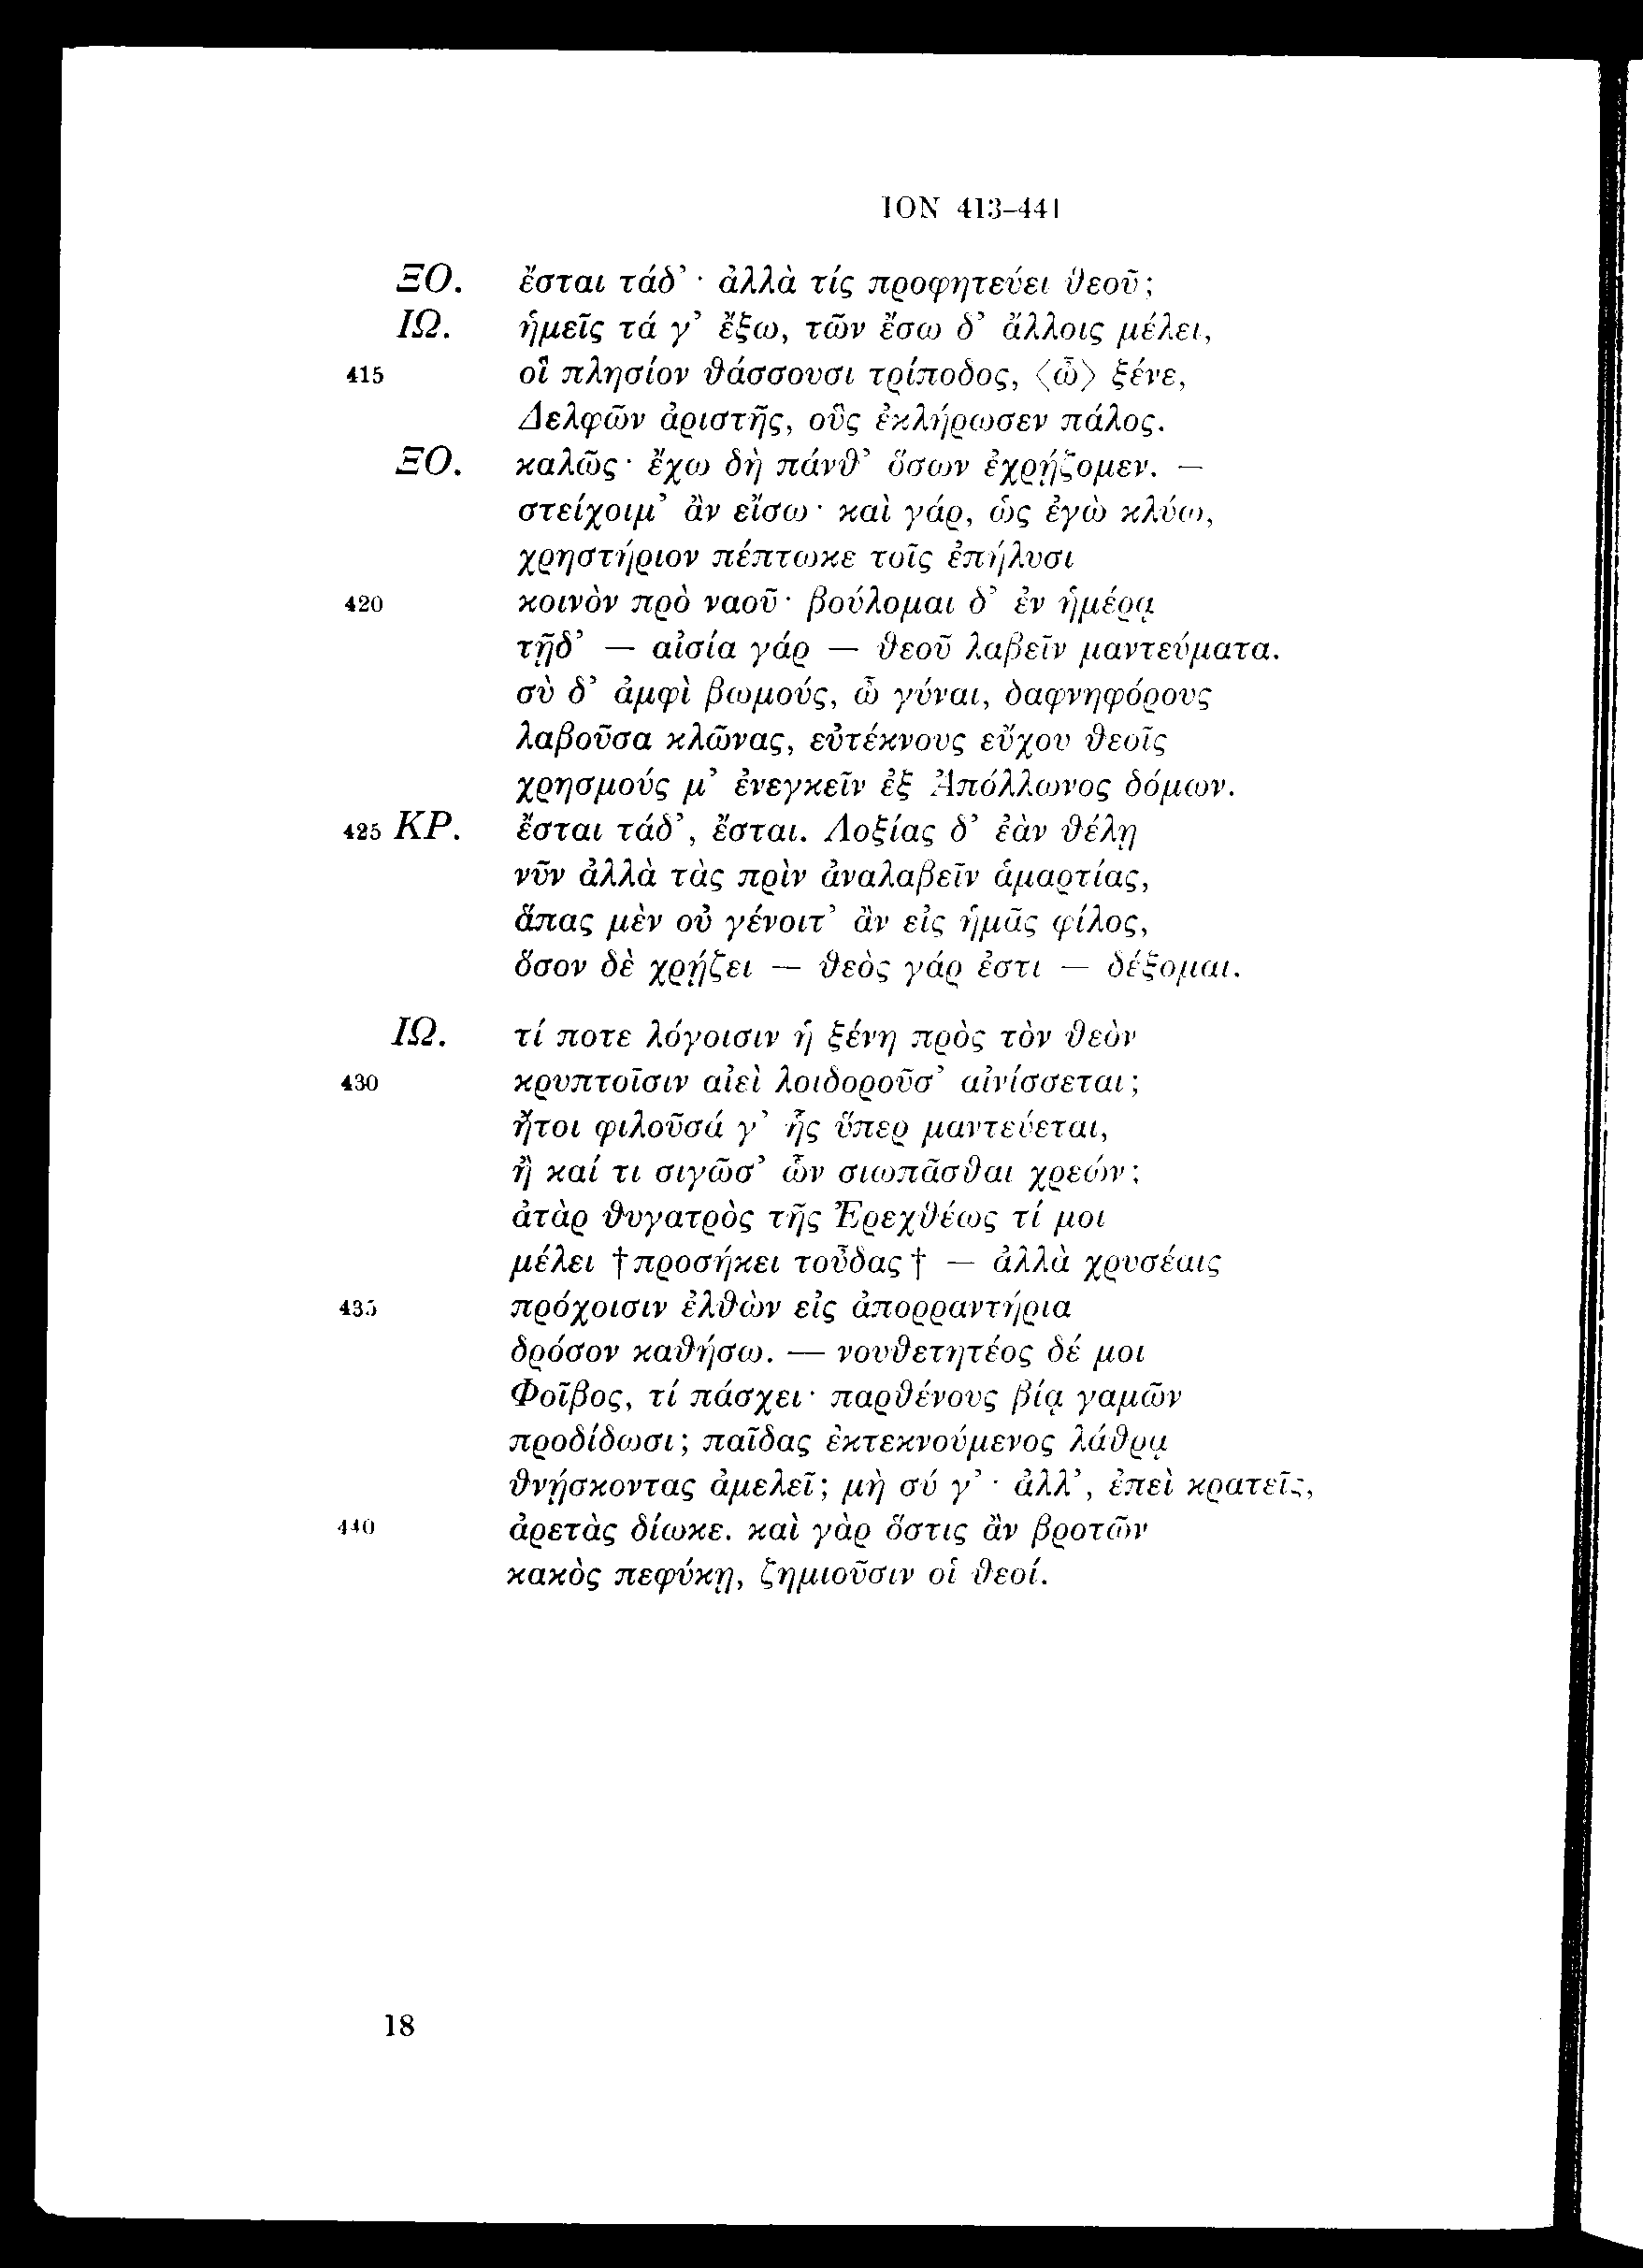 ION 413–441
ΞΟ. ἔσται τάδ’· ἀλλὰ τίς προφητεύει θεοῦ;
ΙΩ. ἡμεῖς τά γ’ ἔξω, τῶν ἔσω δ’ ἄλλοις μέλει,
415 οἳ πλησίον θάσσουσι τρίποδος, ⟨ὦ⟩ ξένε,
Δελφῶν ἀριστῆς, οὓς ἐκλήρωσεν πάλος.
ΞΟ. καλῶς· ἔχω δὴ πάνθ’ ὅσων ἐχρῄζομεν. —
στείχοιμ’ ἂν εἴσω· καὶ γάρ, ὡς ἐγὼ κλύω,
χρηστήριον πέπτωκε τοῖς ἐπήλυσι
420 κοινὸν πρὸ ναοῦ· βούλομαι δ’ ἐν ἡμέρᾳ
τῇδ’ — αἰσία γάρ — θεοῦ λαβεῖν μαντεύματα.
σὺ δ’ ἀμφὶ βωμούς, ὦ γύναι, δαφνηφόρους
λαβοῦσα κλῶνας, εὐτέκνους εὔχου θεοῖς
χρησμούς μ’ ἐνεγκεῖν ἐξ Ἀπόλλωνος δόμων.
425 ΚΡ. ἔσται τάδ’, ἔσται. Λοξίας δ’ ἐὰν θέλῃ
νῦν ἀλλὰ τὰς πρὶν ἀναλαβεῖν ἁμαρτίας,
ἅπας μὲν οὐ γένοιτ’ ἂν εἰς ἡμᾶς φίλος,
ὅσον δὲ χρῄζει — θεὸς γάρ ἐστι — δέξομαι.
ΙΩ. τί ποτε λόγοισιν ἡ ξένη πρὸς τὸν θεὸν
430 κρυπτοῖσιν αἰεὶ λοιδοροῦσ’ αἰνίσσεται;
ἤτοι φιλοῦσά γ’ ἧς ὕπερ μαντεύεται,
ἢ καί τι σιγῶσ’ ὧν σιωπᾶσθαι χρεών;
ἀτὰρ θυγατρὸς τῆς Ἐρεχθέως τί μοι
μέλει †προσήκει τοὖδας† — ἀλλὰ χρυσέαις
435 πρόχοισιν ἐλθὼν εἰς ἀπορραντήρια
δρόσον καθήσω. — νουθετητέος δέ μοι
Φοῖβος, τί πάσχει· παρθένους βίᾳ γαμῶν
προδίδωσι; παῖδας ἐκτεκνούμενος λάθρᾳ
θνῄσκοντας ἀμελεῖ; μὴ σύ γ’· ἀλλ’, ἐπεὶ κρατεῖς,
440 ἀρετὰς δίωκε. καὶ γὰρ ὅστις ἂν βροτῶν
κακὸς πεφύκῃ, ζημιοῦσιν οἱ θεοί.
18